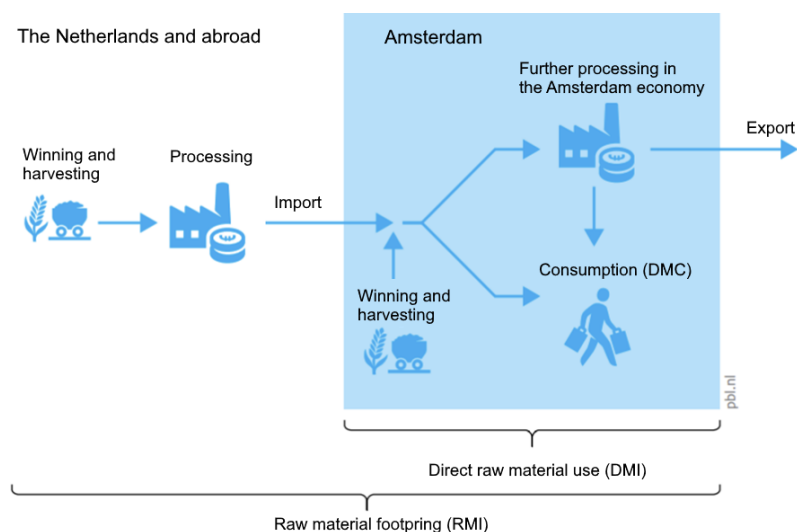 The Netherlands and abroad
Amsterdam
Further processing in
the Amsterdam economy
Export
Winning and
harvesting
Processing
Import
Consumption (DMC)
Winning and
harvesting
pbl.nl
Direct raw material use (DMI)
Raw material footpring (RMI)